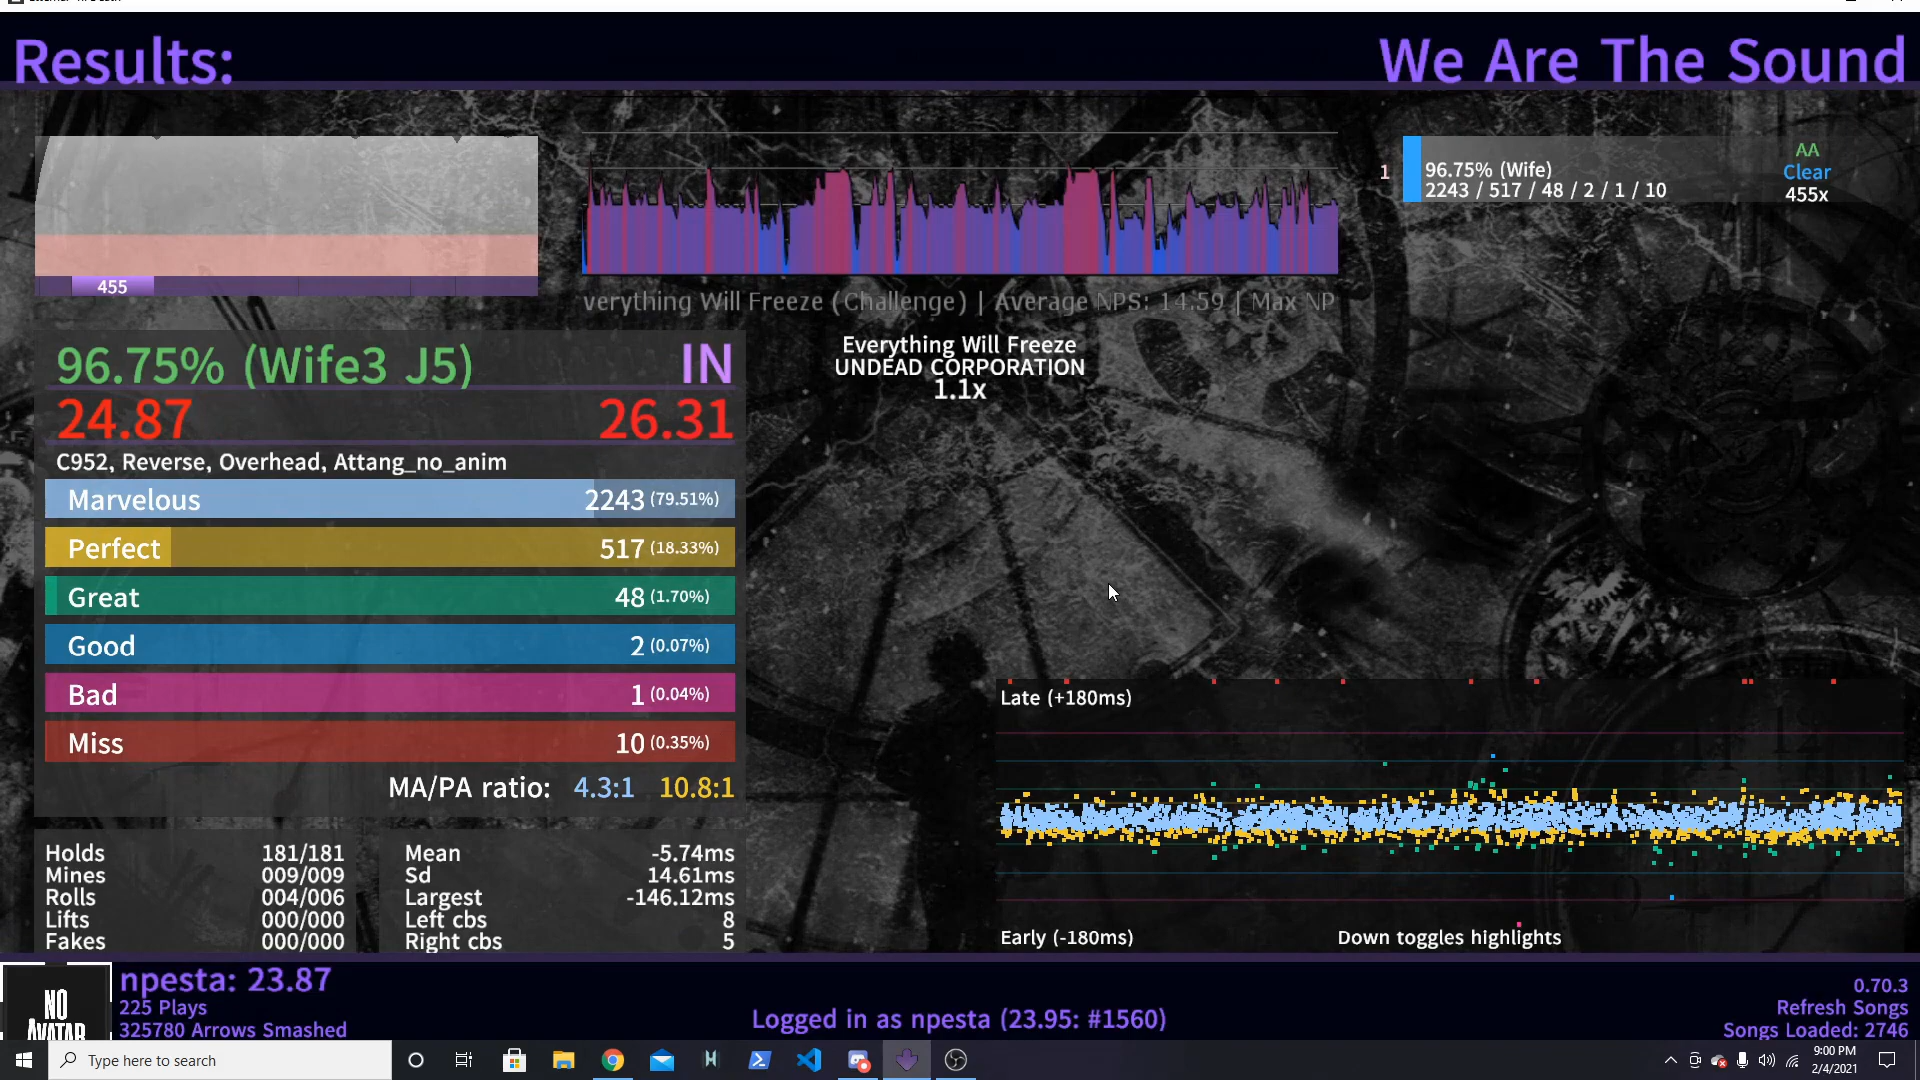 Results:
We Are The Sound
455
verything Will Freeze (Challenge) | Average NPS: 14.59 | Max NP
1
96.75% (Wife)
2243 / 517 / 48 / 2 / 1 / 10
AA
Clear
455x
96.75% (Wife3 J5)
IN
24.87
26.31
C952, Reverse, Overhead, Attang_no_anim
Everything Will Freeze
UNDEAD CORPORATION
1.1x
Marvelous 2243 (79.51%)
Perfect 517 (18.33%)
Great 48 (1.70%)
Good 2 (0.07%)
Bad 1 (0.04%)
Miss 10 (0.35%)
MA/PA ratio: 4.3:1 10.8:1
Holds 181/181
Mines 009/009
Rolls 004/006
Lifts 000/000
Fakes 000/000
Mean -5.74ms
Sd 14.61ms
Largest -146.12ms
Left cbs 8
Right cbs 5
Late (+180ms)
Early (-180ms)
Down toggles highlights
NO
AVATAR
npesta: 23.87
225 Plays
325780 Arrows Smashed
Logged in as npesta (23.95: #1560)
0.70.3
Refresh Songs
Songs Loaded: 2746
Type here to search
9:00 PM
2/4/2021